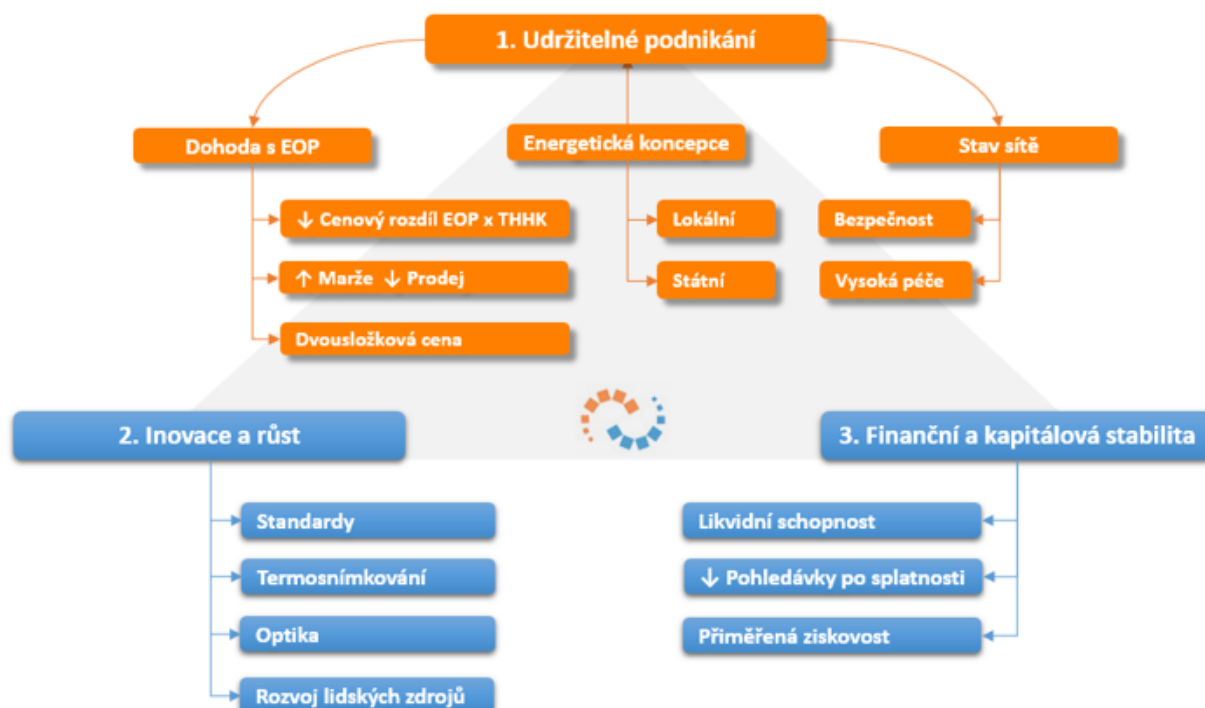 1. Udržitelné podnikání
Dohoda s EOP
Energetická koncepce
Stav sítě
↓ Cenový rozdíl EOP x THHK
Lokální
Bezpečnost
↑ Marže ↓ Prodej
Státní
Vysoká péče
Dvousložková cena
2. Inovace a růst
3. Finanční a kapitálová stabilita
Standardy
Likvidní schopnost
Termosnímkování
↓ Pohledávky po splatnosti
Optika
Přiměřená ziskovost
Rozvoj lidských zdrojů